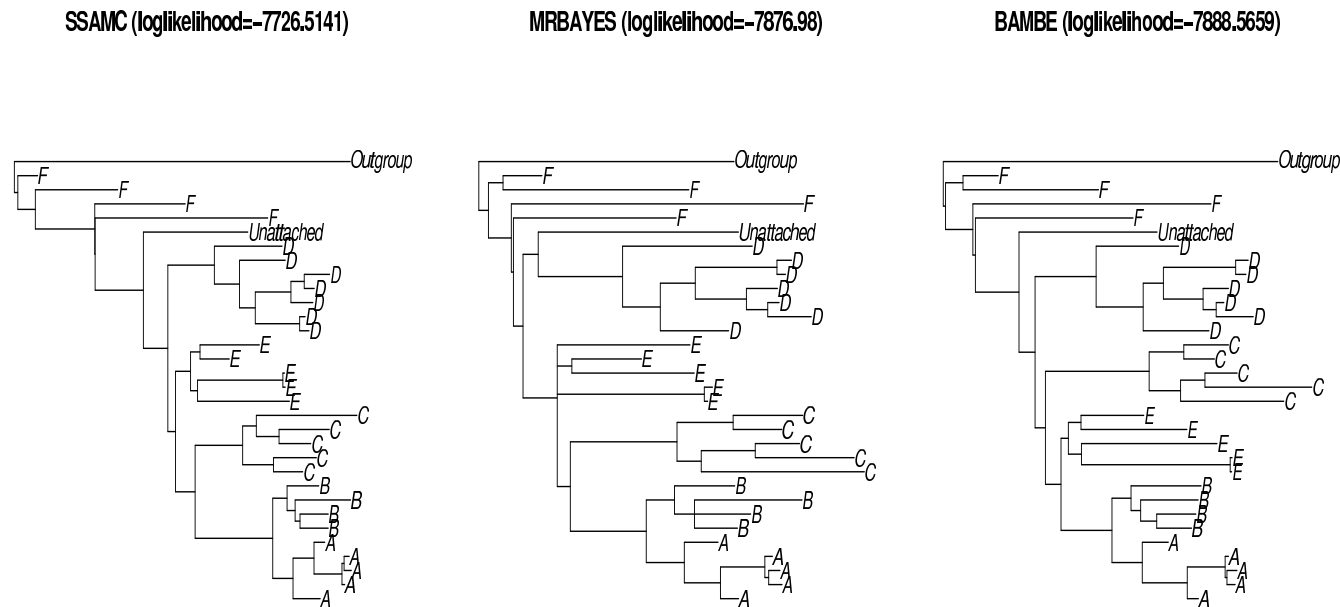 SSAMC (loglikelihood=-7726.5141)
Outgroup
F
F
F
F
Unattached
D
D
D
D
D
D
D
E
E
E
E
E
C
C
C
C
C
B
B
B
B
A
A
A
A
A
MRBAYES (loglikelihood=-7876.98)
Outgroup
F
F
F
F
Unattached
D
D
D
D
D
D
D
E
E
E
E
E
C
C
C
C
C
B
B
B
B
A
A
A
A
A
BAMBE (loglikelihood=-7888.5659)
Outgroup
F
F
F
F
Unattached
D
D
D
D
D
D
D
C
C
C
C
C
E
E
E
E
E
B
B
B
B
A
A
A
A
A